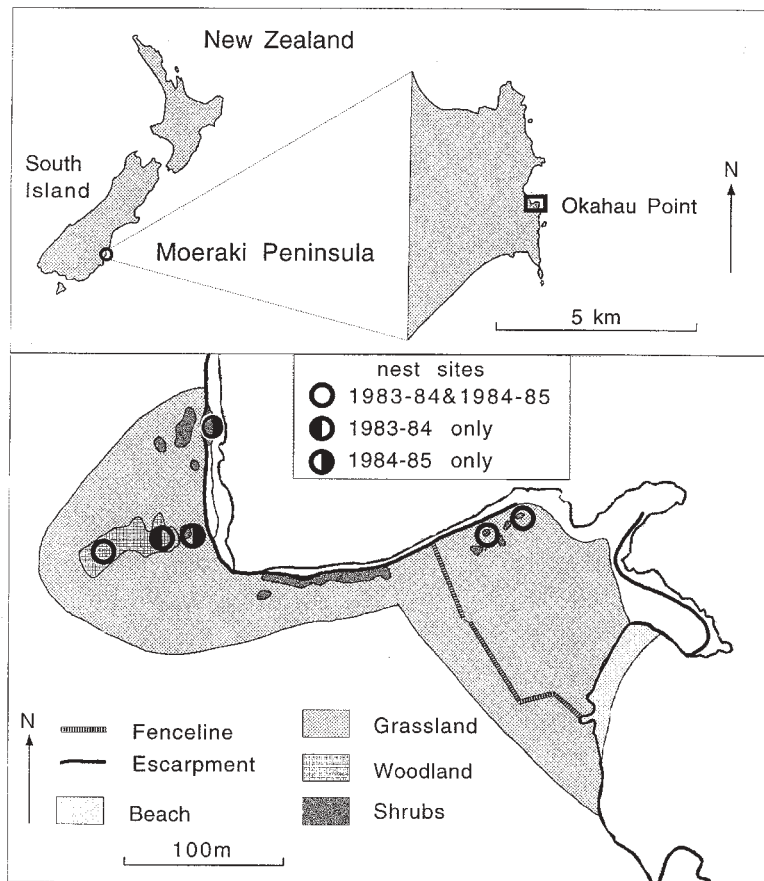 New Zealand
South
Island
Moeraki Peninsula
N
Okahau Point
5 km
nest sites
1983-84&1984-85
1983-84 only
1984-85 only
N
Fenceline
Escarpment
Beach
Grassland
Woodland
Shrubs
100m